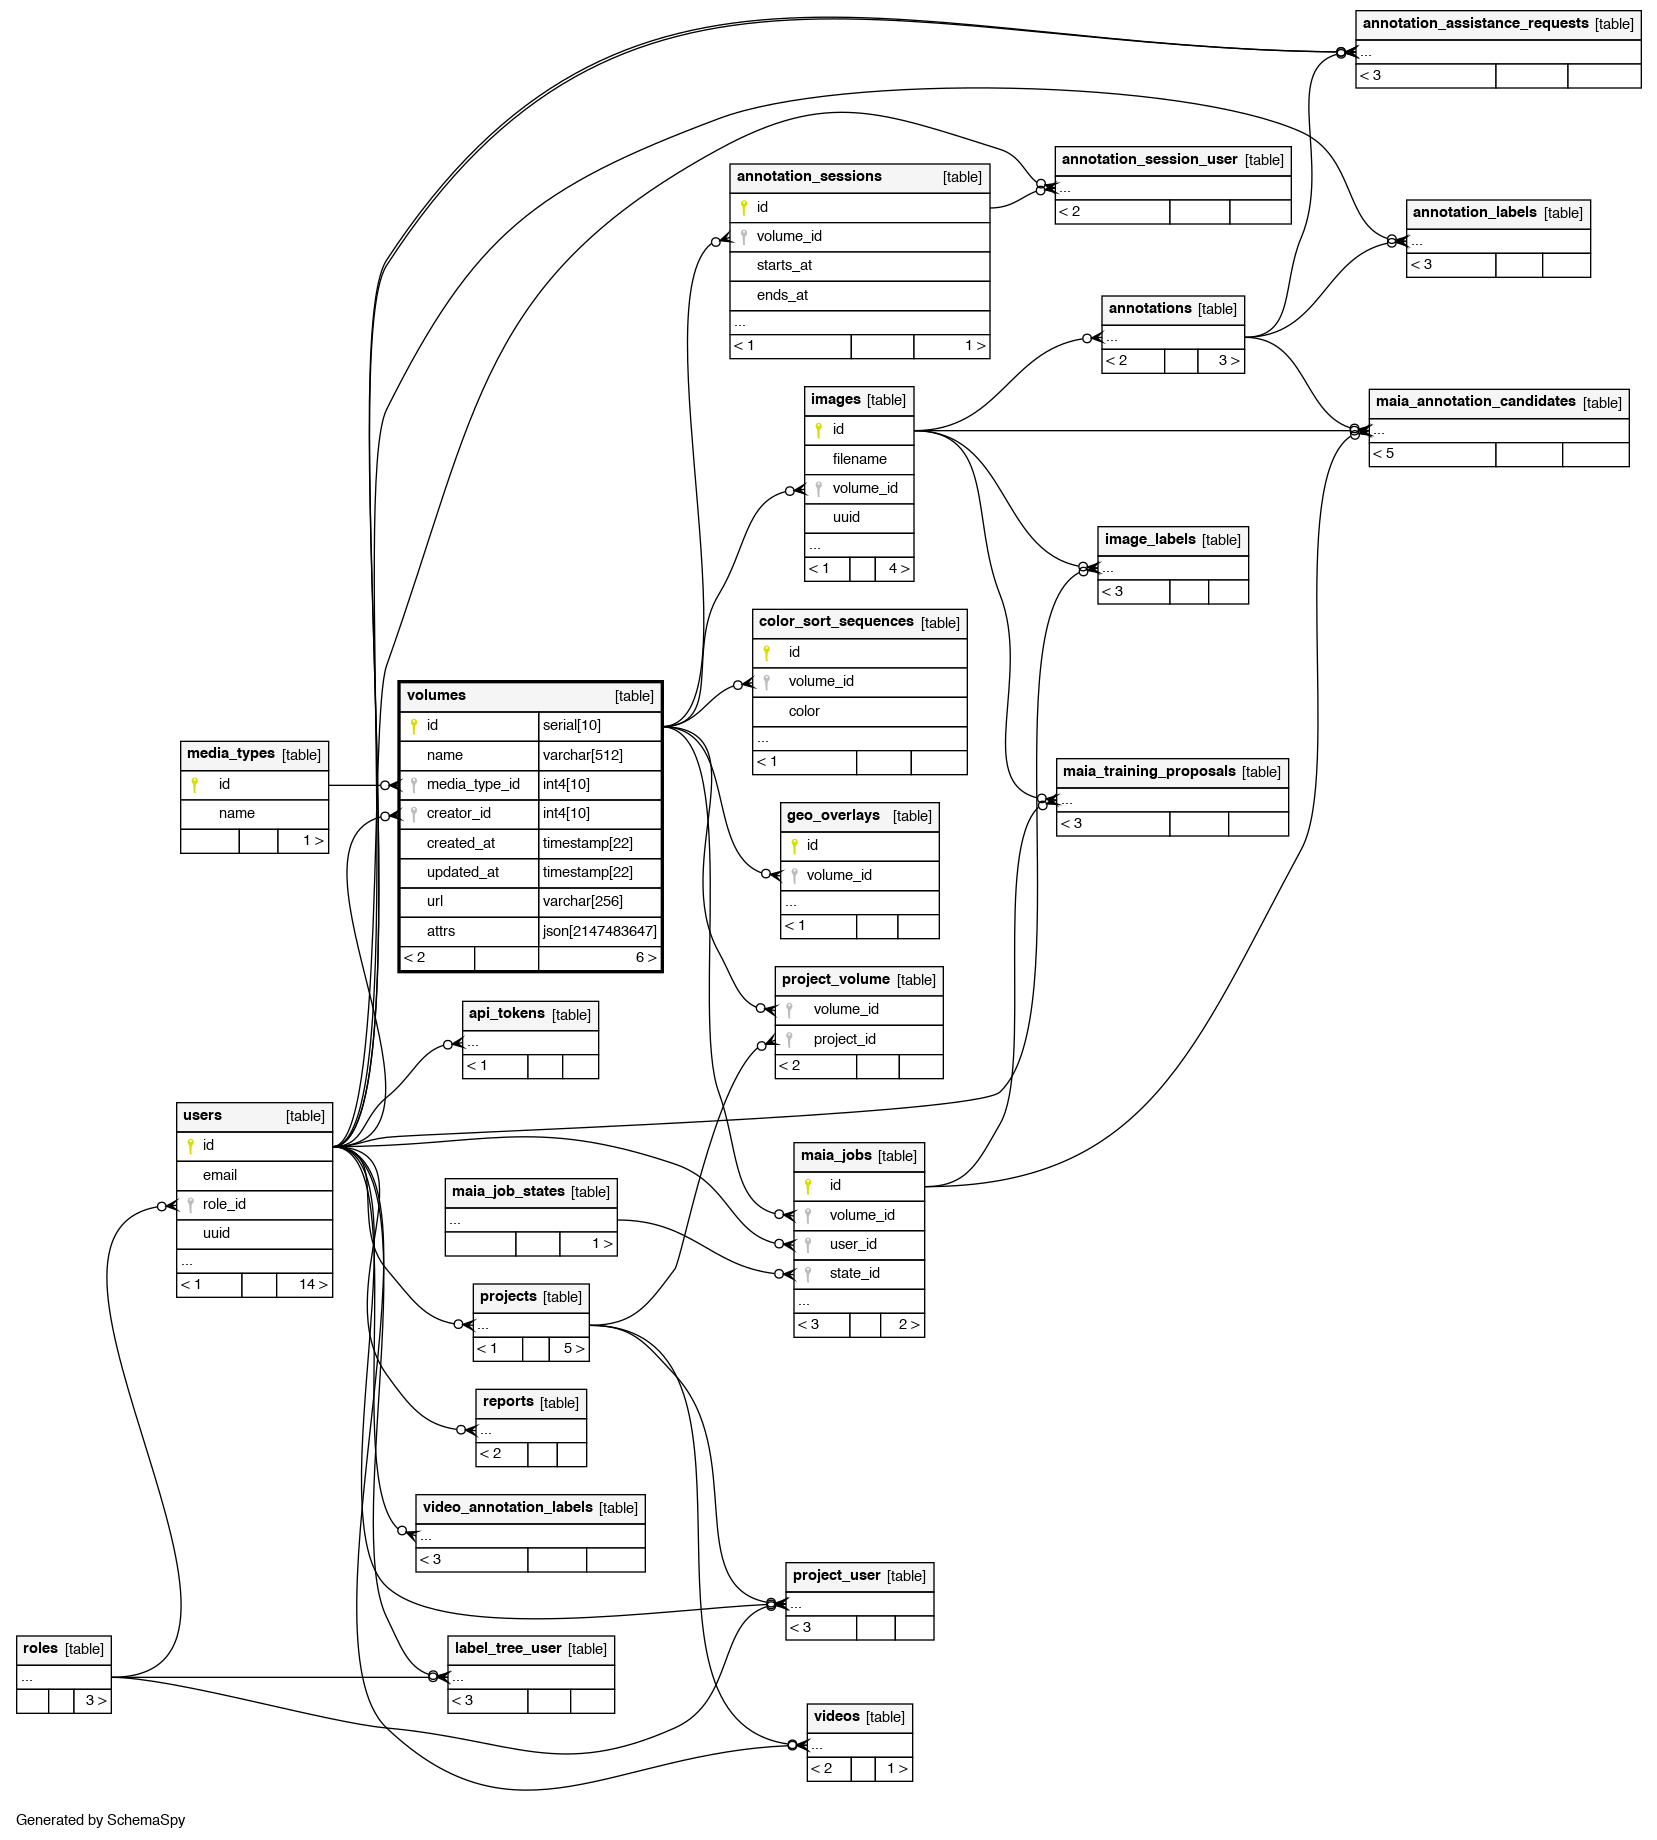 annotation_assistance_requests [table]
...
< 3
annotation_session_user [table]
...
< 2
annotation_sessions [table]
id
volume_id
starts_at
ends_at
...
< 1 1 >
annotation_labels [table]
...
< 3
annotations [table]
...
< 2 3 >
images [table]
id
filename
volume_id
uuid
...
< 1 4 >
maia_annotation_candidates [table]
...
< 5
image_labels [table]
...
< 3
color_sort_sequences [table]
id
volume_id
color
...
< 1
volumes [table]
id serial[10]
name varchar[512]
media_type_id int4[10]
creator_id int4[10]
created_at timestamp[22]
updated_at timestamp[22]
url varchar[256]
attrs json[2147483647]
< 2 6 >
media_types [table]
id
name
1 >
maia_training_proposals [table]
...
< 3
geo_overlays [table]
id
volume_id
...
< 1
project_volume [table]
volume_id
project_id
< 2
api_tokens [table]
...
< 1
users [table]
id
email
role_id
uuid
...
< 1 14 >
maia_jobs [table]
id
volume_id
user_id
state_id
...
< 3 2 >
maia_job_states [table]
...
1 >
projects [table]
...
< 1 5 >
reports [table]
...
< 2
video_annotation_labels [table]
...
< 3
project_user [table]
...
< 3
roles [table]
...
3 >
label_tree_user [table]
...
< 3
videos [table]
...
< 2 1 >
Generated by SchemaSpy